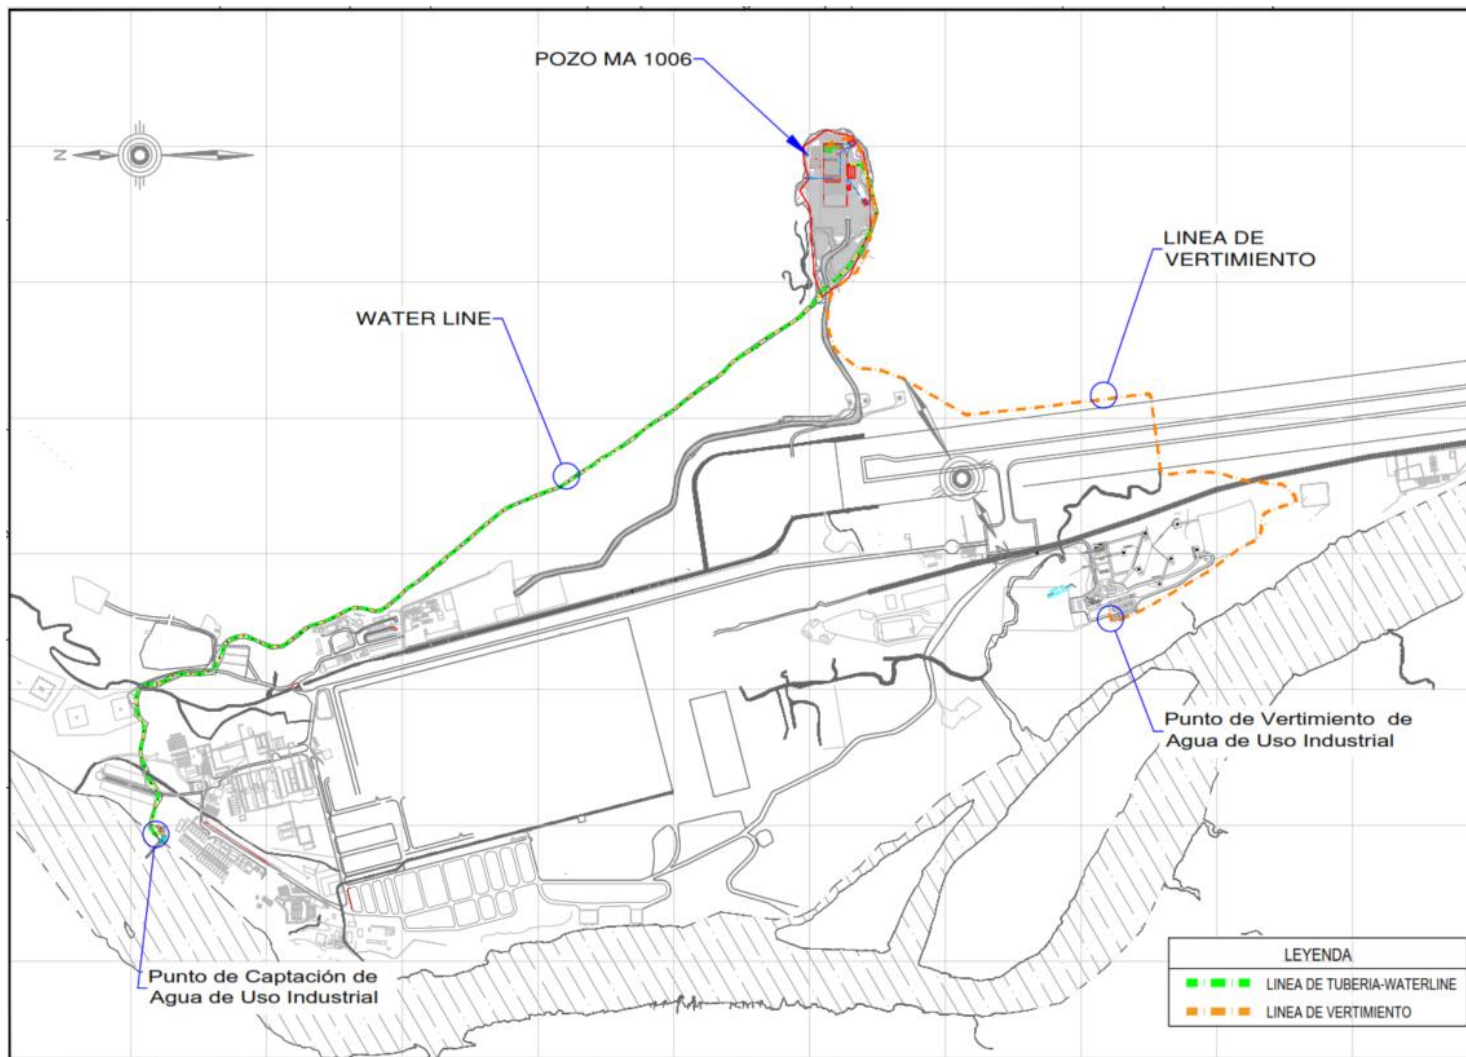 POZO MA 1006
N
LINEA DE
VERTIMIENTO
WATER LINE
Punto de Vertimiento de
Agua de Uso Industrial
Punto de Captación de
Agua de Uso Industrial
LEYENDA
LINEA DE TUBERIA-WATERLINE
LINEA DE VERTIMIENTO